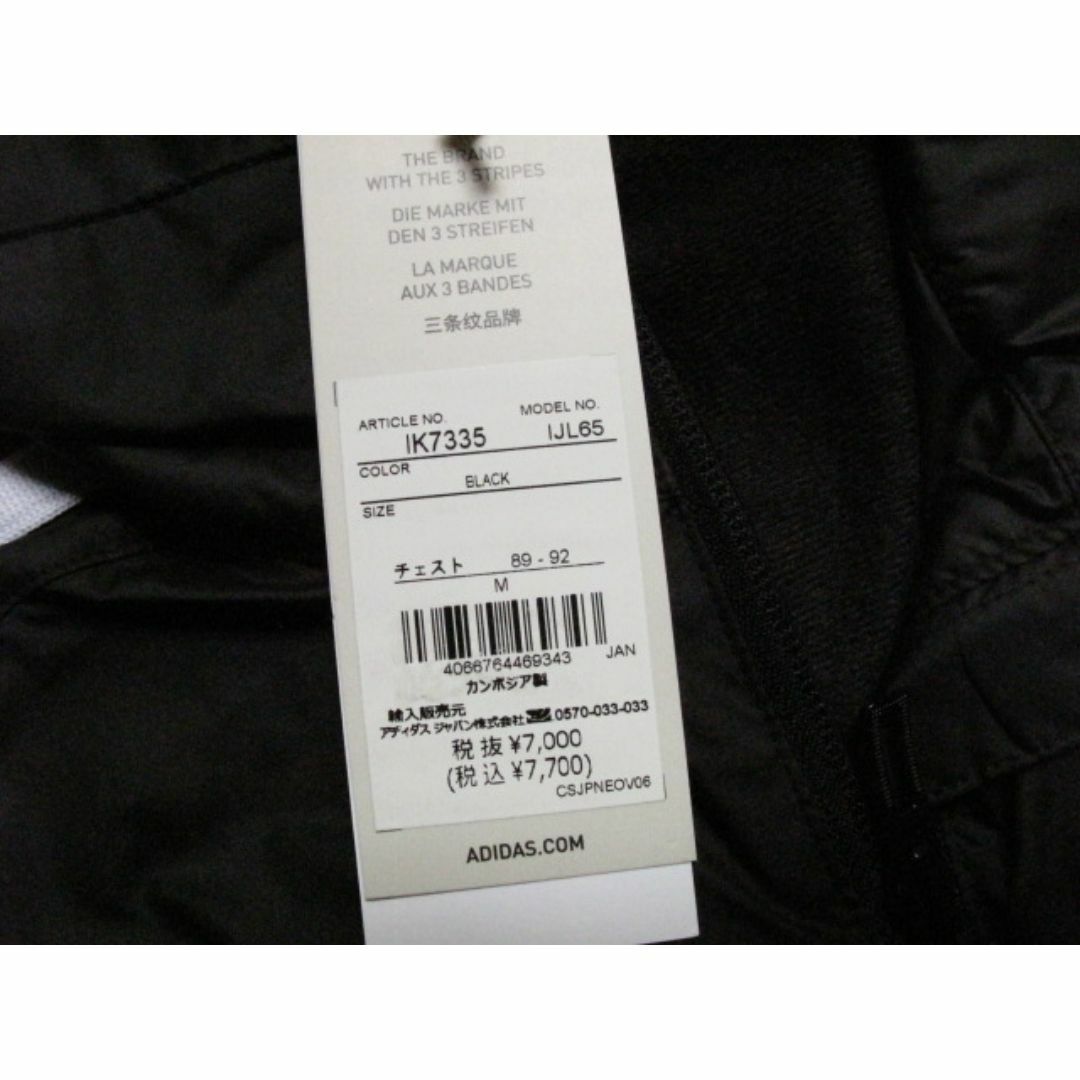 THE BRAND
WITH THE 3 STRIPES
DIE MARKE MIT
DEN 3 STREIFEN
LA MARQUE
AUX 3 BANDES
三条纹品牌
ARTICLE NO. MODEL NO.
IK7335 IJL65
COLOR
BLACK
SIZE
チェスト 89 - 92
M
4066764469343 JAN
カンボジア製
輸入販売元
アディダス ジャパン株式会社 0570-033-033
税抜¥7,000
(税込¥7,700)
CSJPNEOV06
ADIDAS.COM